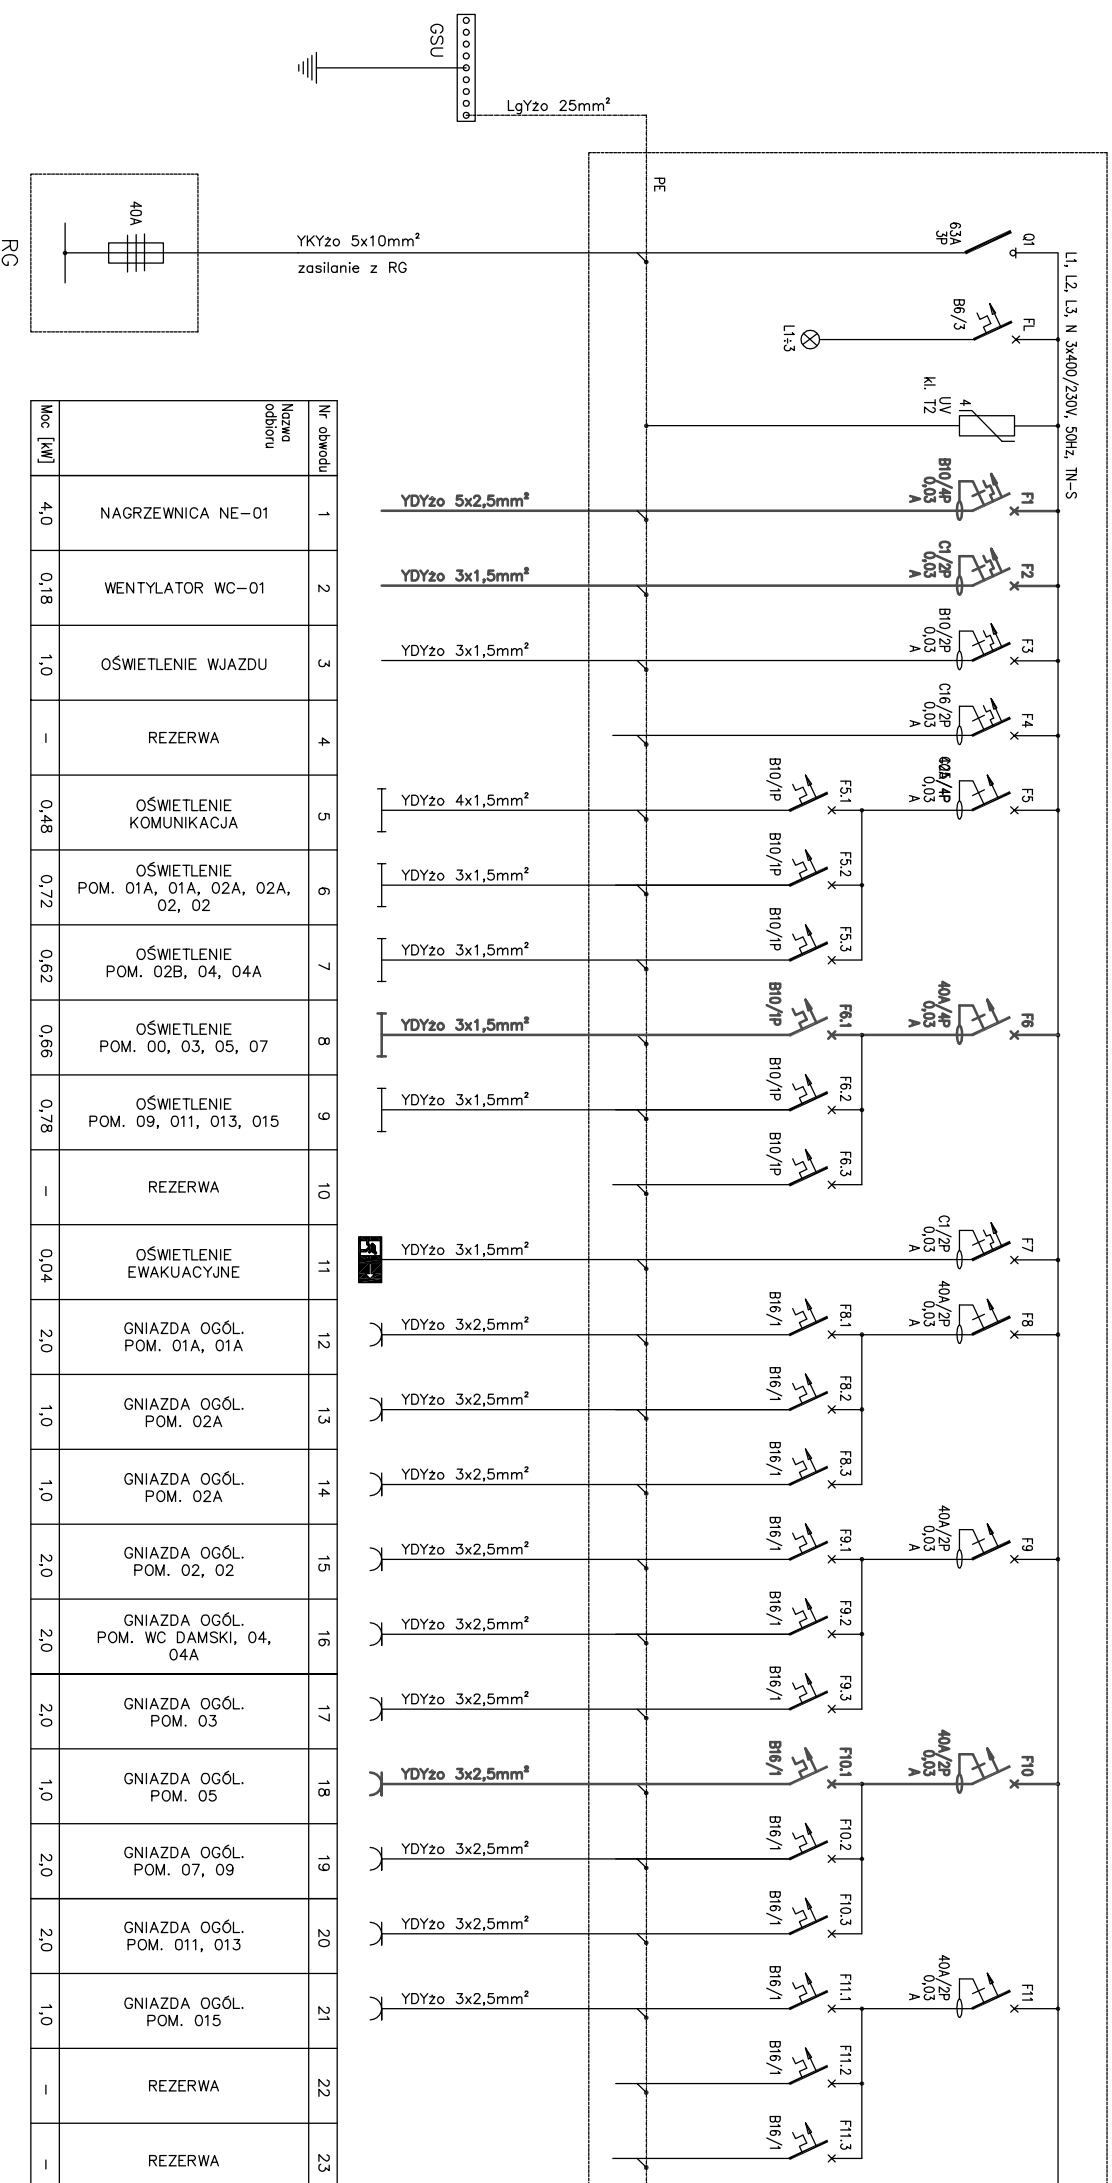 GSU
LgYżo 25mm²
PE
RG
40A
YKYżo 5x10mm²
zasilanie z RG
63A
3P
Q1
L1, L2, L3, N 3x400/230V, 50Hz, TN-S
B6/3
FL
L1÷3
4
UV
kl. T2
Nr obwodu
Nazwa
odbioru
Moc [kW]
F1
B10/4P
0,03
A
YDYżo 5x2,5mm²
1
NAGRZEWNICA NE-01
4,0
F2
C1/2P
0,03
A
YDYżo 3x1,5mm²
2
WENTYLATOR WC-01
0,18
F3
B10/2P
0,03
A
YDYżo 3x1,5mm²
3
OŚWIETLENIE WJAZDU
1,0
F4
C16/2P
0,03
A
4
REZERWA
-
F5
0,03
A
F5.1
B10/1P
YDYżo 4x1,5mm²
5
OŚWIETLENIE
KOMUNIKACJA
0,48
F5.2
B10/1P
YDYżo 3x1,5mm²
6
OŚWIETLENIE
POM. 01A, 01A, 02A, 02A,
02, 02
0,72
F5.3
B10/1P
YDYżo 3x1,5mm²
7
OŚWIETLENIE
POM. 02B, 04, 04A
0,62
F6
40A/4P
0,03
A
F6.1
B10/1P
YDYżo 3x1,5mm²
8
OŚWIETLENIE
POM. 00, 03, 05, 07
0,66
F6.2
B10/1P
YDYżo 3x1,5mm²
9
OŚWIETLENIE
POM. 09, 011, 013, 015
0,78
F6.3
B10/1P
10
REZERWA
-
F7
C1/2P
0,03
A
YDYżo 3x1,5mm²
11
OŚWIETLENIE
EWAKUACYJNE
0,04
F8
40A/2P
0,03
A
F8.1
B16/1
YDYżo 3x2,5mm²
12
GNIAZDA OGÓL.
POM. 01A, 01A
2,0
F8.2
B16/1
YDYżo 3x2,5mm²
13
GNIAZDA OGÓL.
POM. 02A
1,0
F8.3
B16/1
YDYżo 3x2,5mm²
14
GNIAZDA OGÓL.
POM. 02A
1,0
F9
40A/2P
0,03
A
F9.1
B16/1
YDYżo 3x2,5mm²
15
GNIAZDA OGÓL.
POM. 02, 02
2,0
F9.2
B16/1
YDYżo 3x2,5mm²
16
GNIAZDA OGÓL.
POM. WC DAMSKI, 04,
04A
2,0
F9.3
B16/1
YDYżo 3x2,5mm²
17
GNIAZDA OGÓL.
POM. 03
2,0
F10
40A/2P
0,03
A
F10.1
B16/1
YDYżo 3x2,5mm²
18
GNIAZDA OGÓL.
POM. 05
1,0
F10.2
B16/1
YDYżo 3x2,5mm²
19
GNIAZDA OGÓL.
POM. 07, 09
2,0
F10.3
B16/1
YDYżo 3x2,5mm²
20
GNIAZDA OGÓL.
POM. 011, 013
2,0
F11
40A/2P
0,03
A
F11.1
B16/1
YDYżo 3x2,5mm²
21
GNIAZDA OGÓL.
POM. 015
1,0
F11.2
B16/1
22
REZERWA
-
F11.3
B16/1
23
REZERWA
-